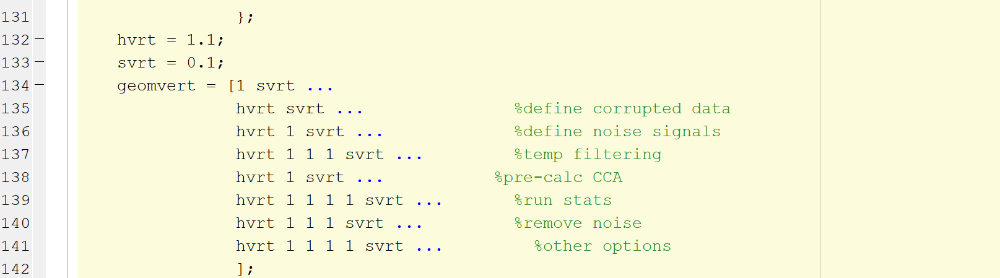 131 };
132 hvrt = 1.1;
133 svrt = 0.1;
134 geomvert = [1 svrt ...
135 hvrt svrt ... %define corrupted data
136 hvrt 1 svrt ... %define noise signals
137 hvrt 1 1 1 svrt ... %temp filtering
138 hvrt 1 svrt ... %pre-calc CCA
139 hvrt 1 1 1 1 svrt ... %run stats
140 hvrt 1 1 1 svrt ... %remove noise
141 hvrt 1 1 1 1 svrt ... %other options
142 ];